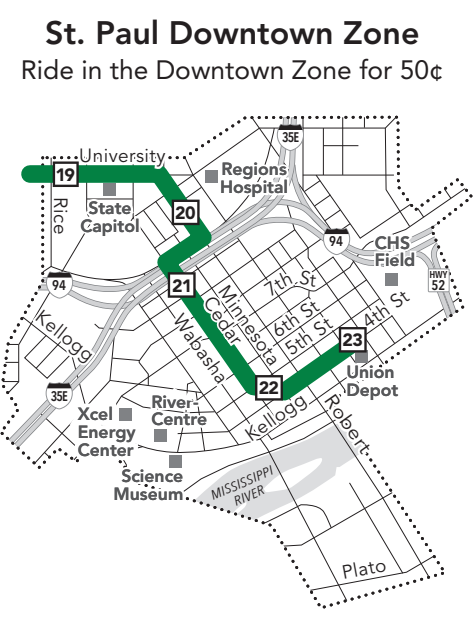 St. Paul Downtown Zone
Ride in the Downtown Zone for 50¢
35E
University
19
Regions
Hospital
Rice
State
Capitol
20
94
CHS
Field
HWY
52
94
21
7th St
Minnesota
Cedar
Wabasha
6th St
5th St
4th St
Kellogg
23
Union
Depot
35E
22
River-
Centre
Xcel
Energy
Center
Kellogg
Robert
Science
Museum
MISSISSIPPI
RIVER
Plato